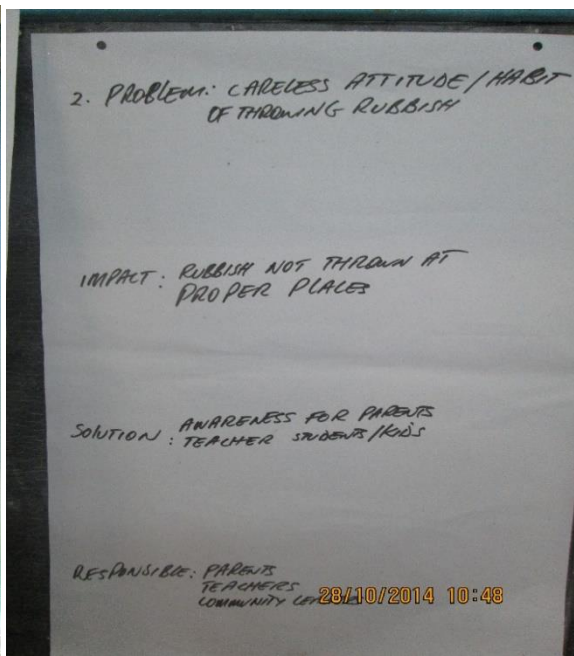 2. PROBLEM: CARELESS ATTITUDE/HABIT
OF THROWING RUBBISH
IMPACT: RUBBISH NOT THROWN AT
PROPER PLACES
SOLUTION: AWARENESS FOR PARENTS
TEACHER STUDENTS/KIDS
RESPONSIBLE: PARENTS
TEACHERS
COMMUNITY
28/10/2014 10:48